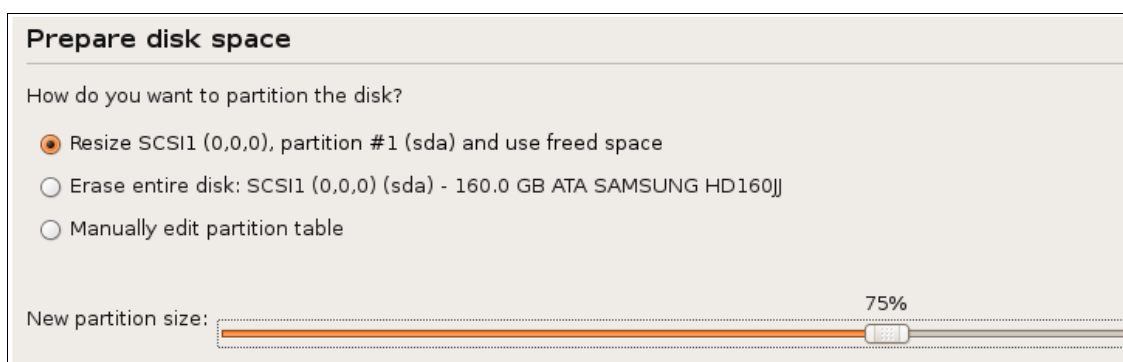 Prepare disk space
How do you want to partition the disk?
Resize SCSI1 (0,0,0), partition #1 (sda) and use freed space
Erase entire disk: SCSI1 (0,0,0) (sda) - 160.0 GB ATA SAMSUNG HD160JJ
Manually edit partition table
75%
New partition size: